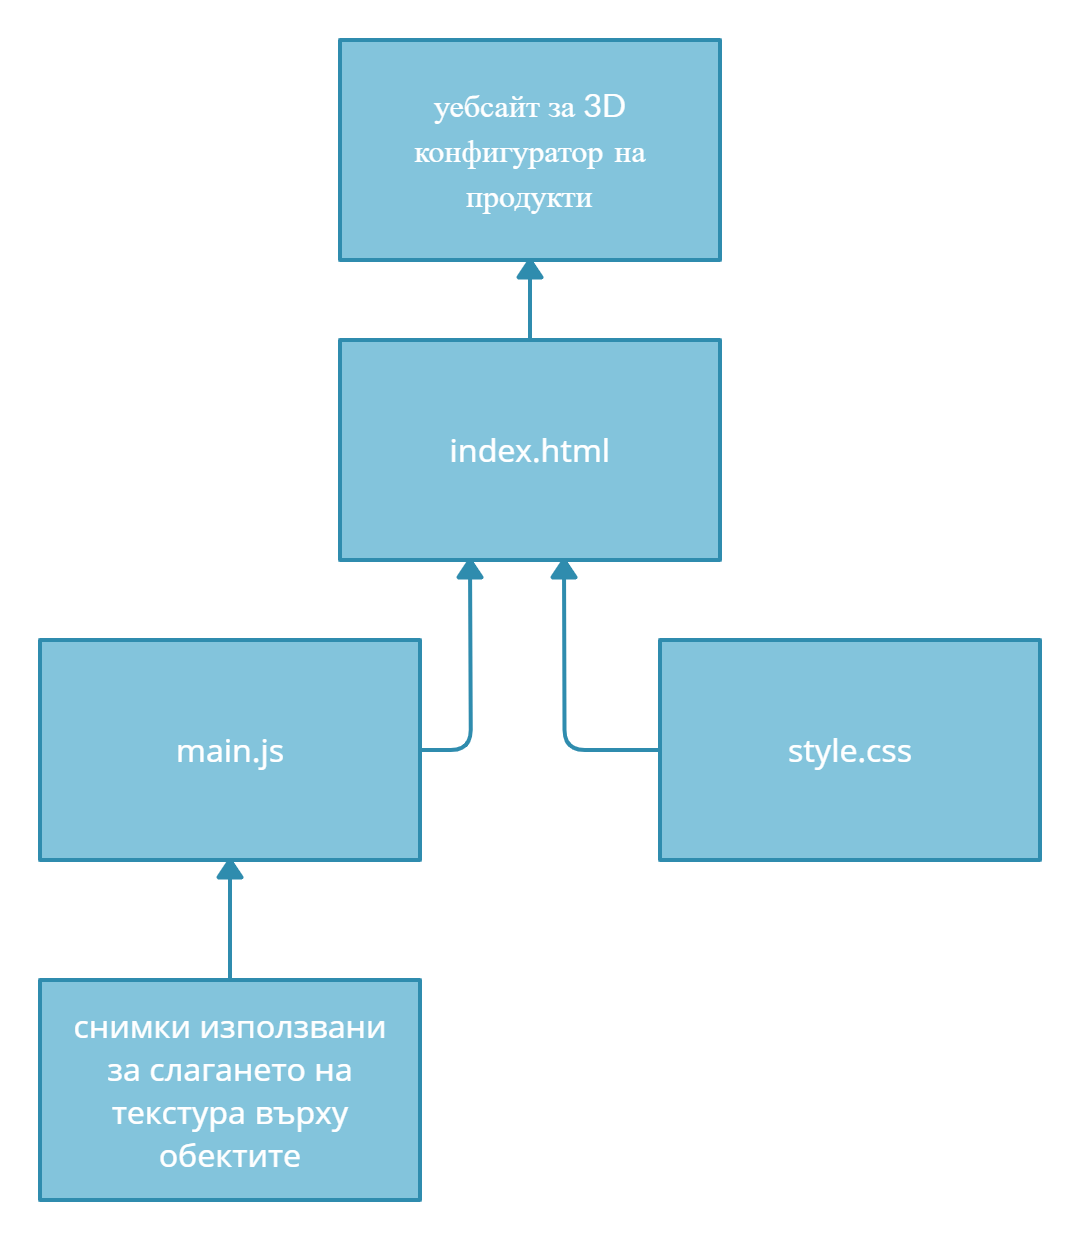 уебсайт за 3D
конфигуратор на
продукти
index.html
main.js
style.css
снимки използвани
за слагането на
текстура върху
обектите